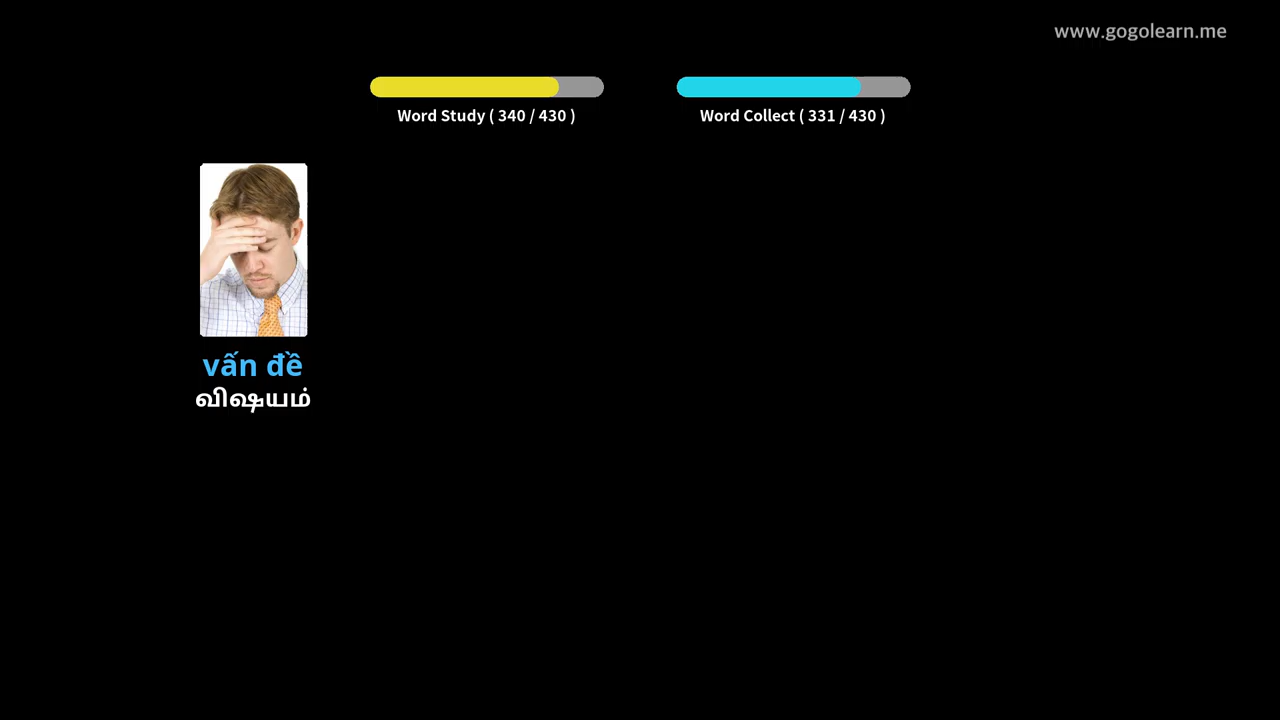 www.gogolearn.me
Word Study ( 340 / 430 )
Word Collect ( 331 / 430 )
vấn đề
விஷயம்